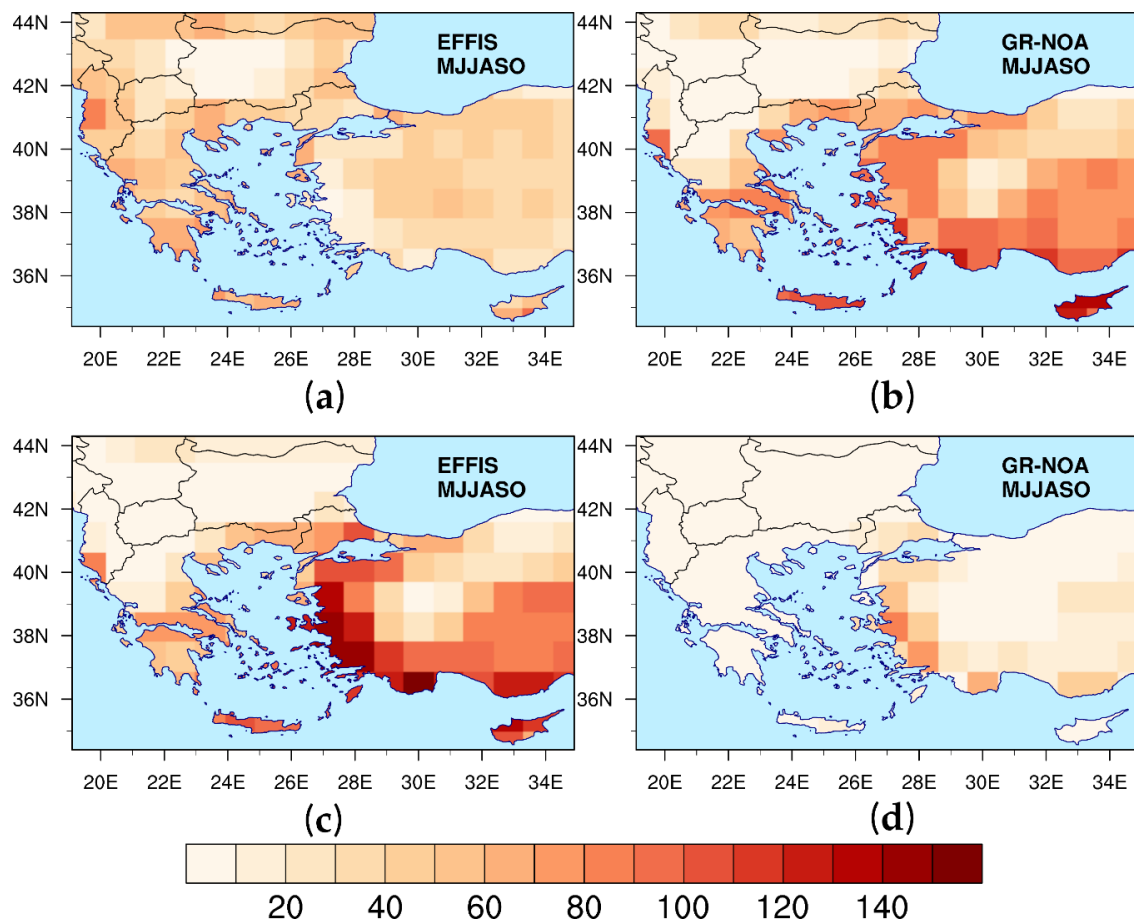 44N
42N
40N
38N
36N
EFFIS
MJJASO
20E 22E 24E 26E 28E 30E 32E 34E
(a)
44N
42N
40N
38N
36N
GR-NOA
MJJASO
20E 22E 24E 26E 28E 30E 32E 34E
(b)
44N
42N
40N
38N
36N
EFFIS
MJJASO
20E 22E 24E 26E 28E 30E 32E 34E
(c)
44N
42N
40N
38N
36N
GR-NOA
MJJASO
20E 22E 24E 26E 28E 30E 32E 34E
(d)
20 40 60 80 100 120 140